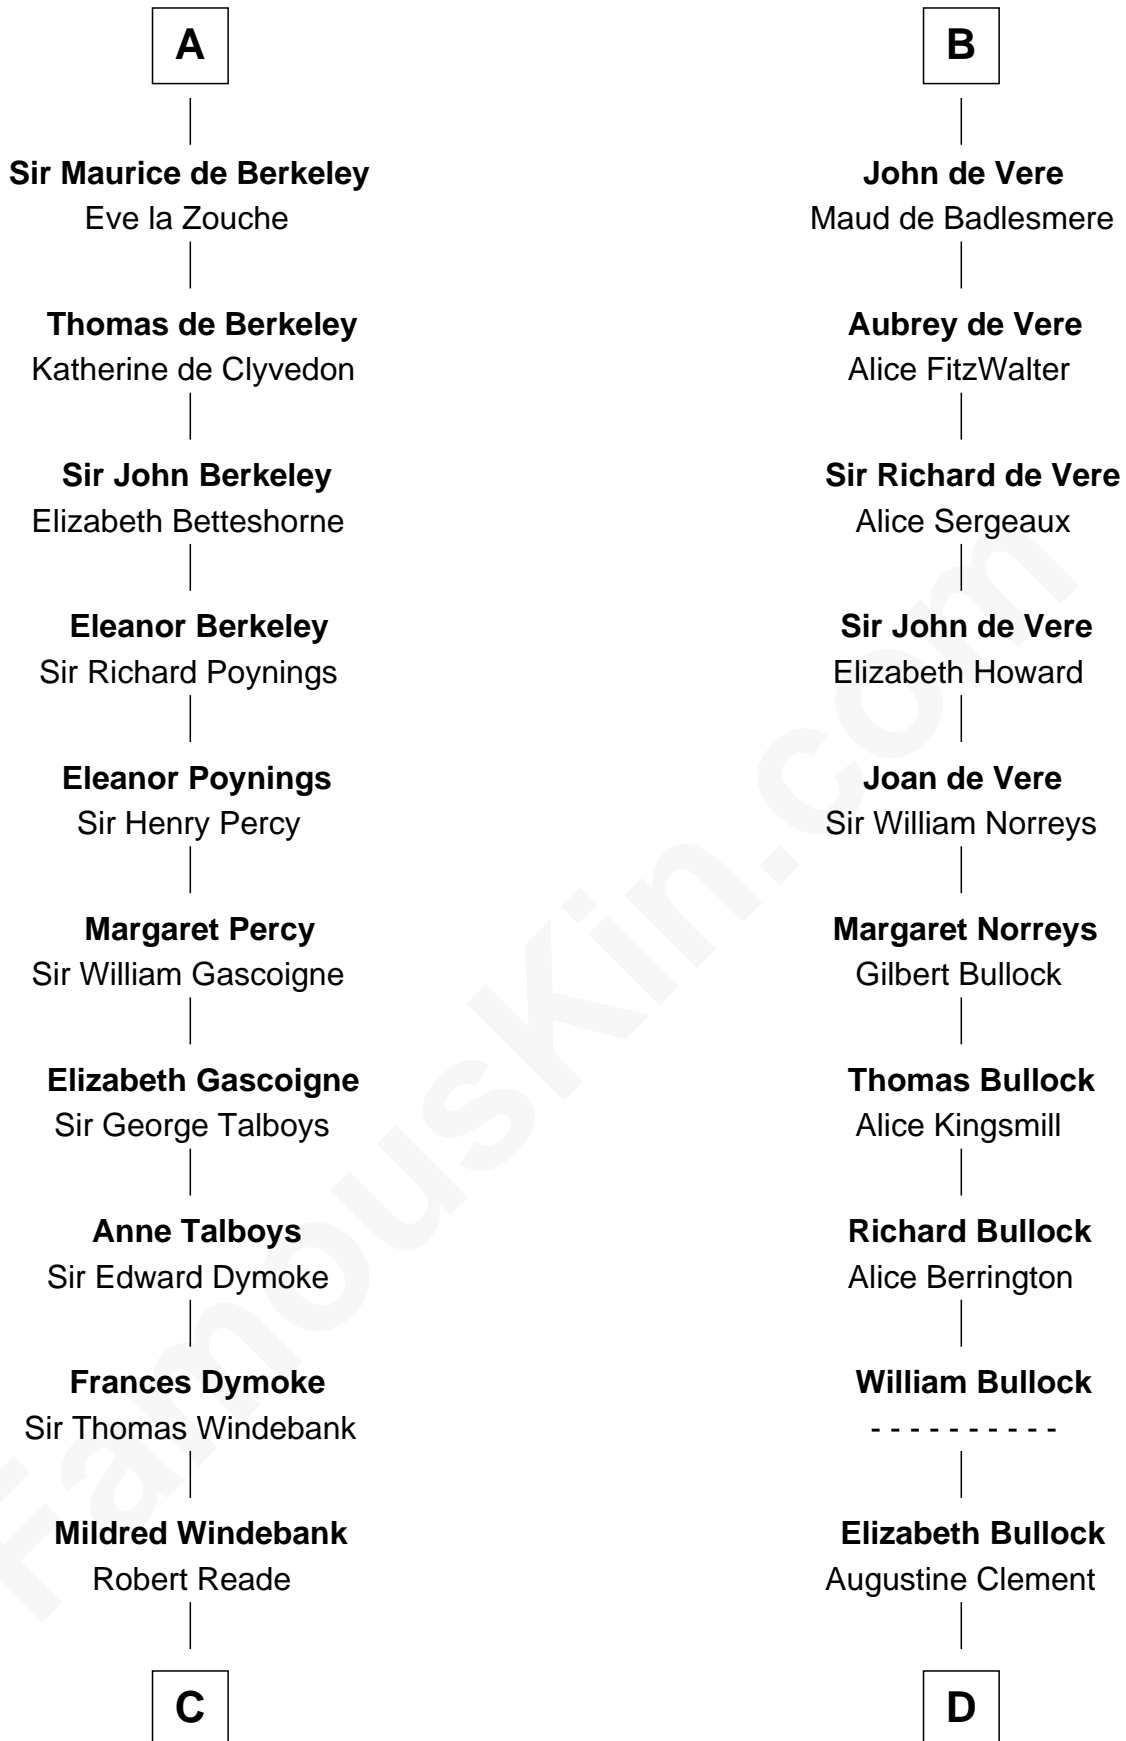 A
Sir Maurice de Berkeley
Eve la Zouche
Thomas de Berkeley
Katherine de Clyvedon
Sir John Berkeley
Elizabeth Betteshorne
Eleanor Berkeley
Sir Richard Poynings
Eleanor Poynings
Sir Henry Percy
Margaret Percy
Sir William Gascoigne
Elizabeth Gascoigne
Sir George Talboys
Anne Talboys
Sir Edward Dymoke
Frances Dymoke
Sir Thomas Windebank
Mildred Windebank
Robert Reade
C
B
John de Vere
Maud de Badlesmere
Aubrey de Vere
Alice FitzWalter
Sir Richard de Vere
Alice Sergeaux
Sir John de Vere
Elizabeth Howard
Joan de Vere
Sir William Norreys
Margaret Norreys
Gilbert Bullock
Thomas Bullock
Alice Kingsmill
Richard Bullock
Alice Berrington
William Bullock
- - - - - - - - - -
Elizabeth Bullock
Augustine Clement
D
FamousKin.com